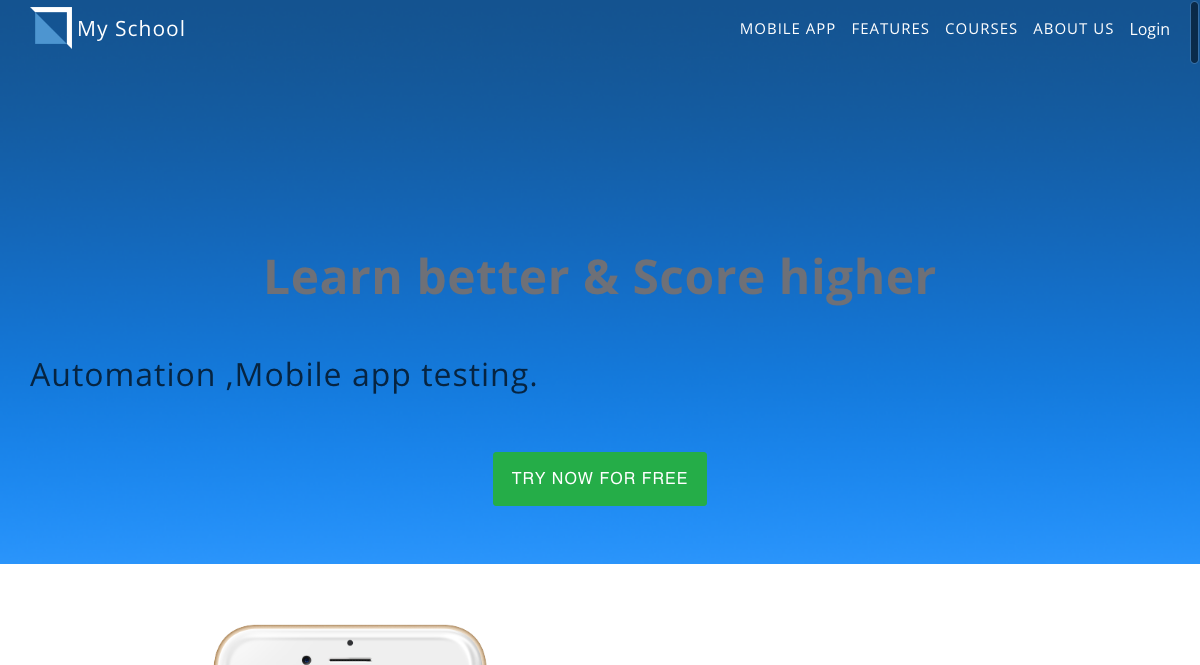 My School
MOBILE APP FEATURES COURSES ABOUT US Login
Learn better & Score higher
Automation ,Mobile app testing.
TRY NOW FOR FREE